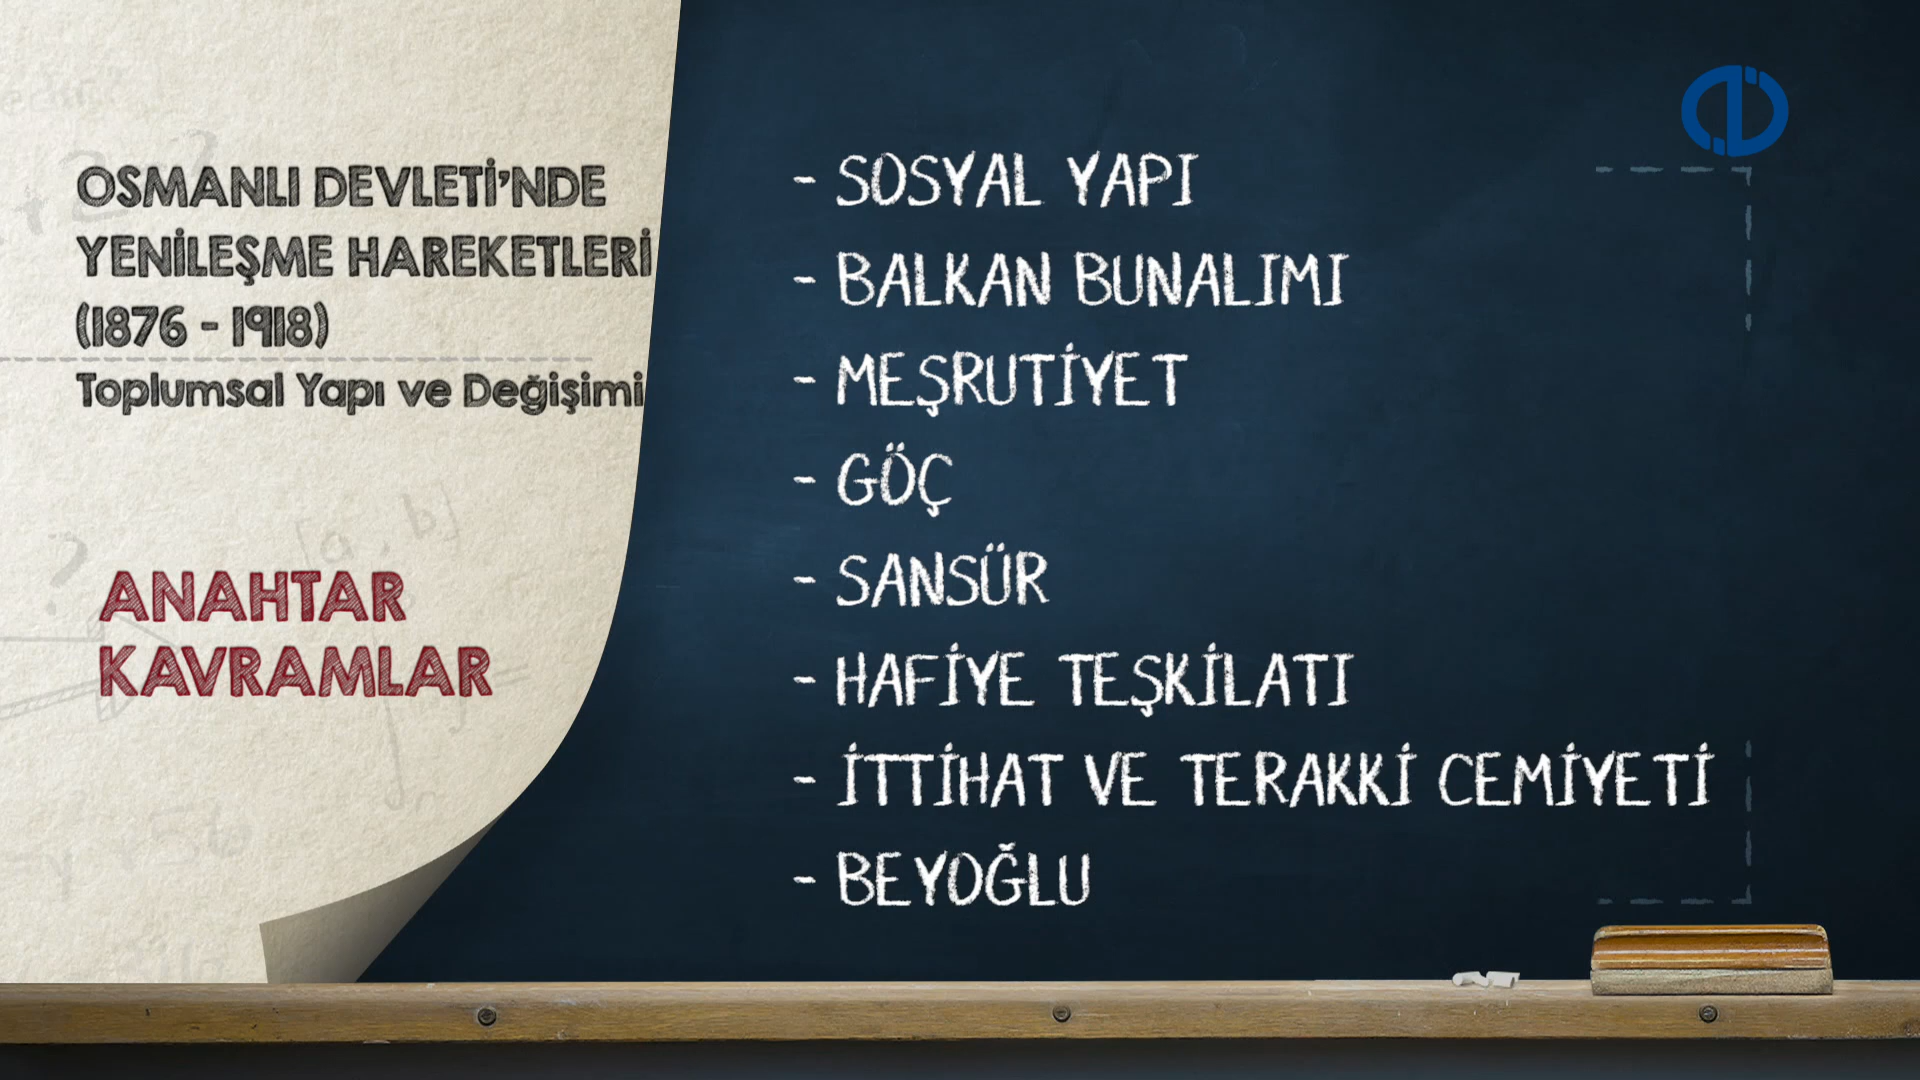 OSMANLI DEVLETİ'NDE
YENİLEŞME HAREKETLERİ
(1876 - 1918)
Toplumsal Yapı ve Değişimi
ANAHTAR
KAVRAMLAR
- SOSYAL YAPI
- BALKAN BUNALIMI
- MEŞRUTİYET
- GÖÇ
- SANSÜR
- HAFİYE TEŞKİLATI
- İTTİHAT VE TERAKKİ CEMİYETİ
- BEYOĞLU